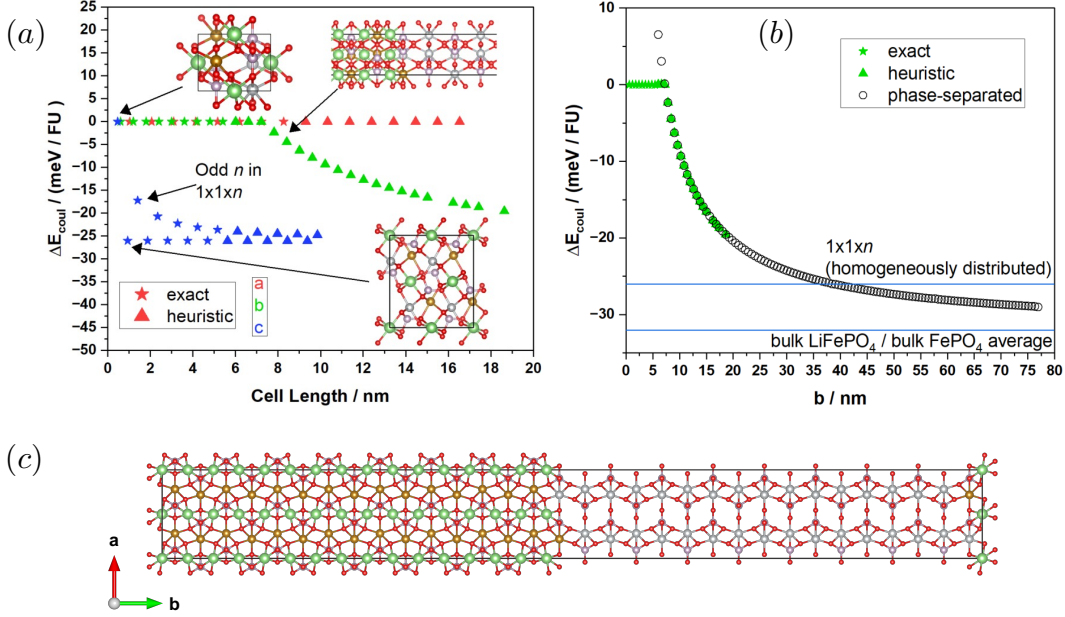 (a)
25
20
15
10
5
0
−5
−10
−15
−20
−25
−30
−35
−40
−45
−50
ΔE_coul / (meV / FU)
Odd n in
1x1xn
exact
heuristic
a
b
c
0 2 4 6 8 10 12 14 16 18 20
Cell Length / nm
(b)
10
0
−10
−20
−30
ΔE_coul / (meV / FU)
exact
heuristic
phase-separated
1x1xn
(homogeneously distributed)
bulk LiFePO₄ / bulk FePO₄ average
0 5 10 15 20 25 30 35 40 45 50 55 60 65 70 75 80
b / nm
(c)
a
b